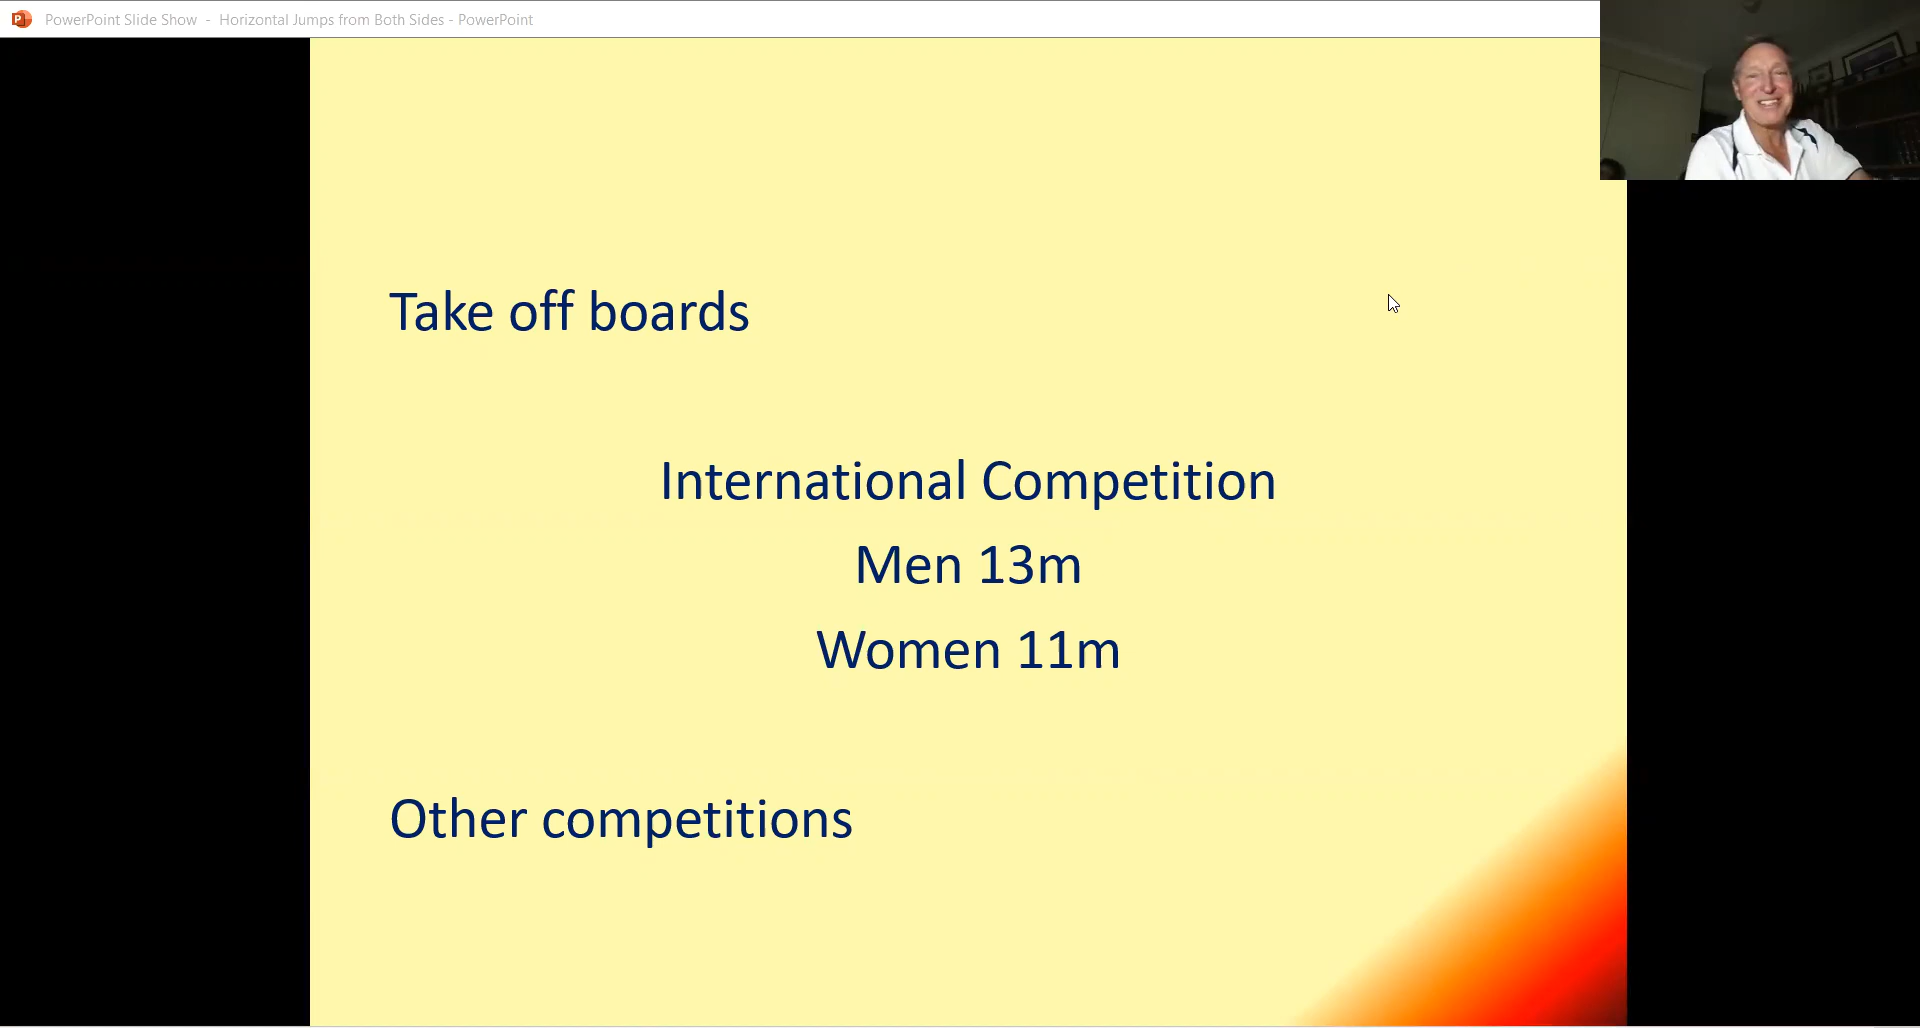 PowerPoint Slide Show - Horizontal Jumps from Both Sides - PowerPoint
Take off boards
International Competition
Men 13m
Women 11m
Other competitions